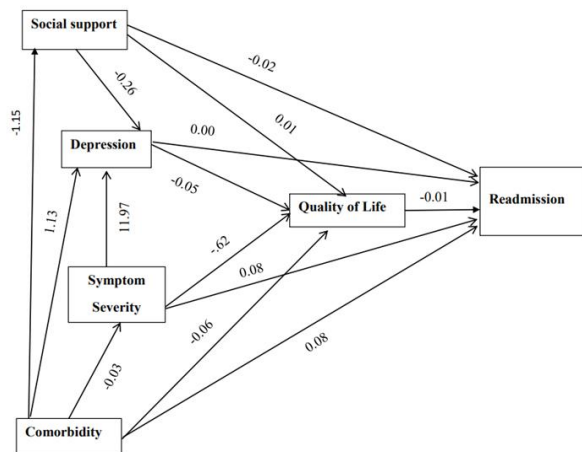 Social support
-0.02
-0.26
-1.15
0.01
0.00
Depression
-0.05
Quality of Life
-0.01
Readmission
1.13
11.97
-.62
Symptom
Severity
0.08
-0.06
-0.03
0.08
Comorbidity